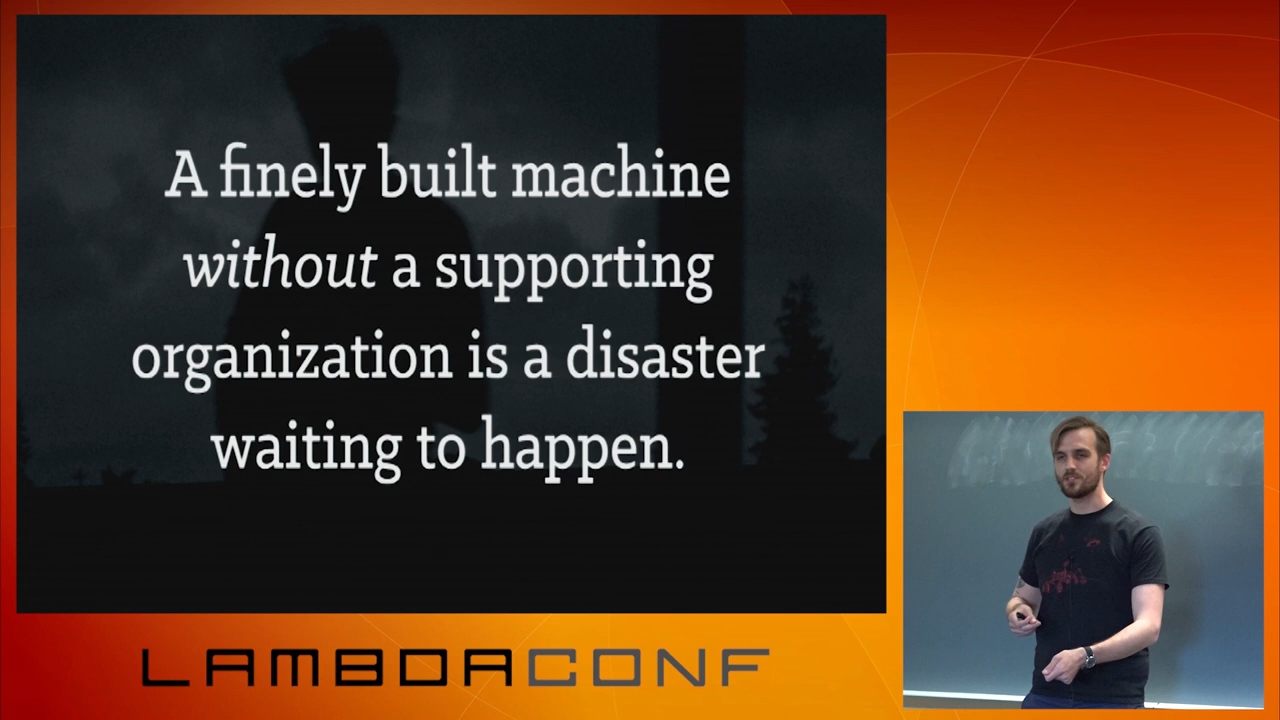 A finely built machine
without a supporting
organization is a disaster
waiting to happen.
LAMBDACONF